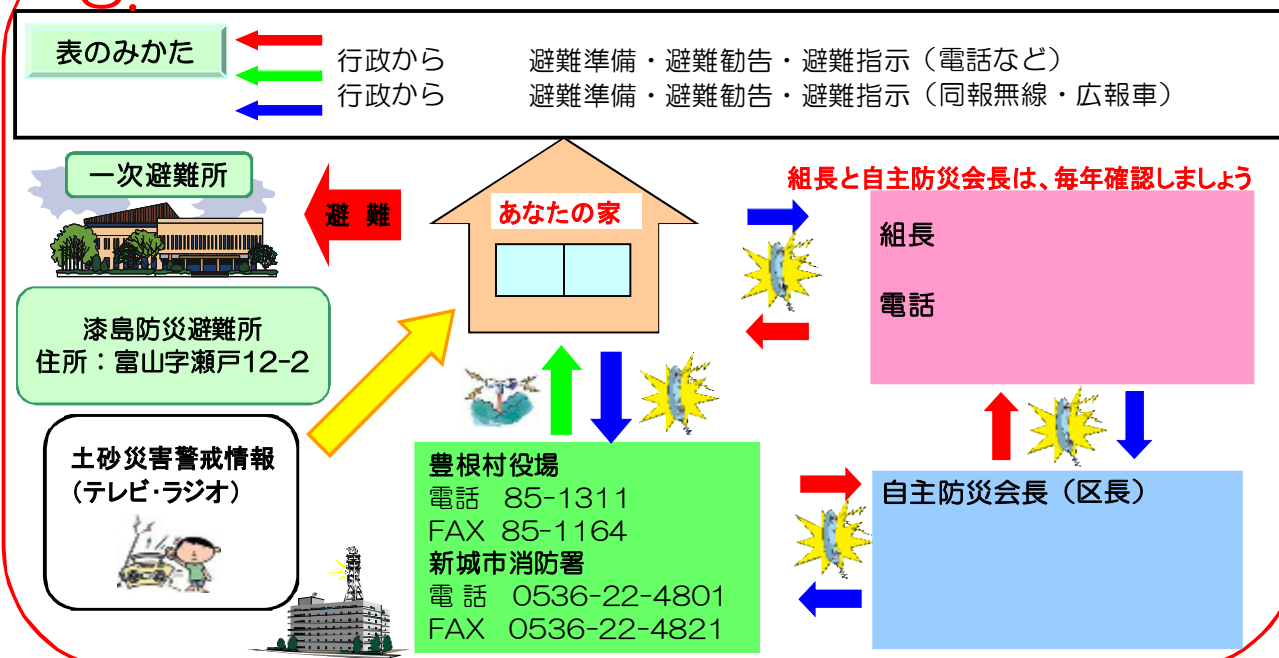 る.
表のみかた
行政から 避難準備・避難勧告・避難指示（電話など）
行政から 避難準備・避難勧告・避難指示（同報無線・広報車）
一次避難所
避 難
あなたの家
組長と自主防災会長は、毎年確認しましょう
組長
電話
漆島防災避難所
住所：富山字瀬戸12-2
土砂災害警戒情報
（テレビ・ラジオ）
豊根村役場
電話 85-1311
FAX 85-1164
新城市消防署
電 話 0536-22-4801
FAX 0536-22-4821
自主防災会長（区長）